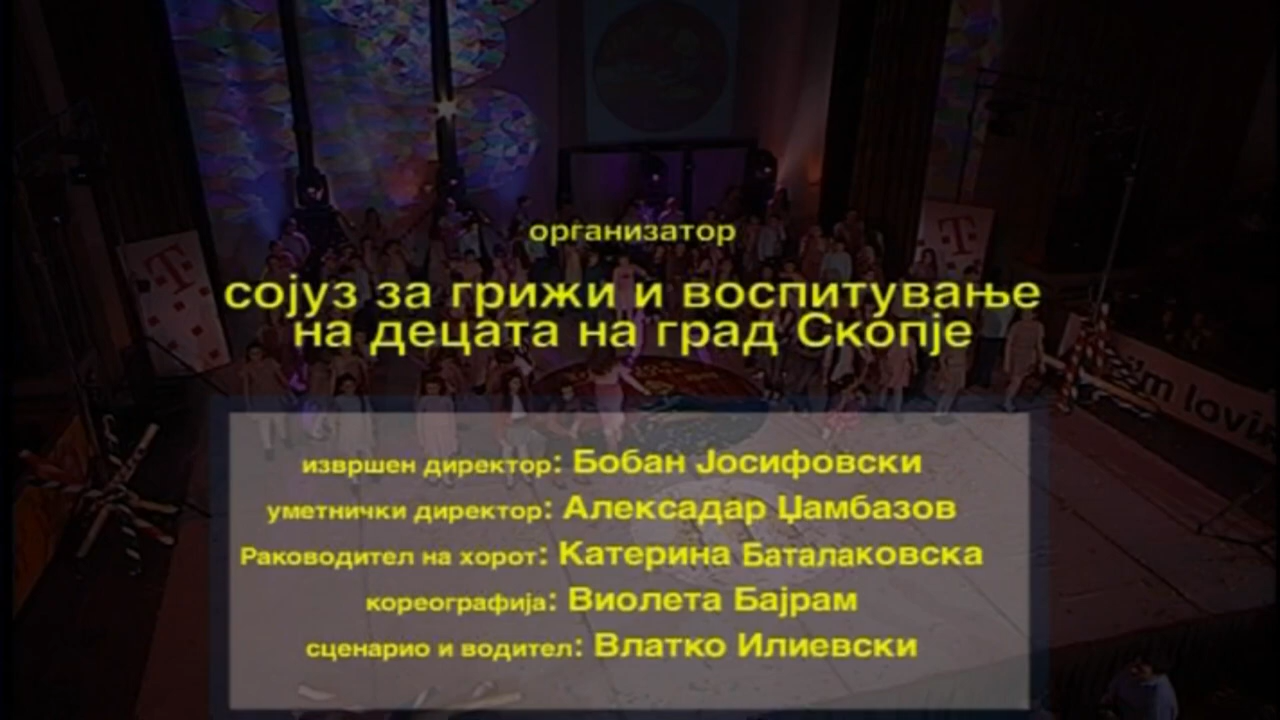 организатор
сојуз за грижи и воспитување
на децата на град Скопје
извршен директор: Бобан Јосифовски
уметнички директор: Алексадар Џамбазов
Раководител на хорот: Катерина Баталаковска
кореографија: Виолета Бајрам
сценарио и водител: Влатко Илиевски
T
T